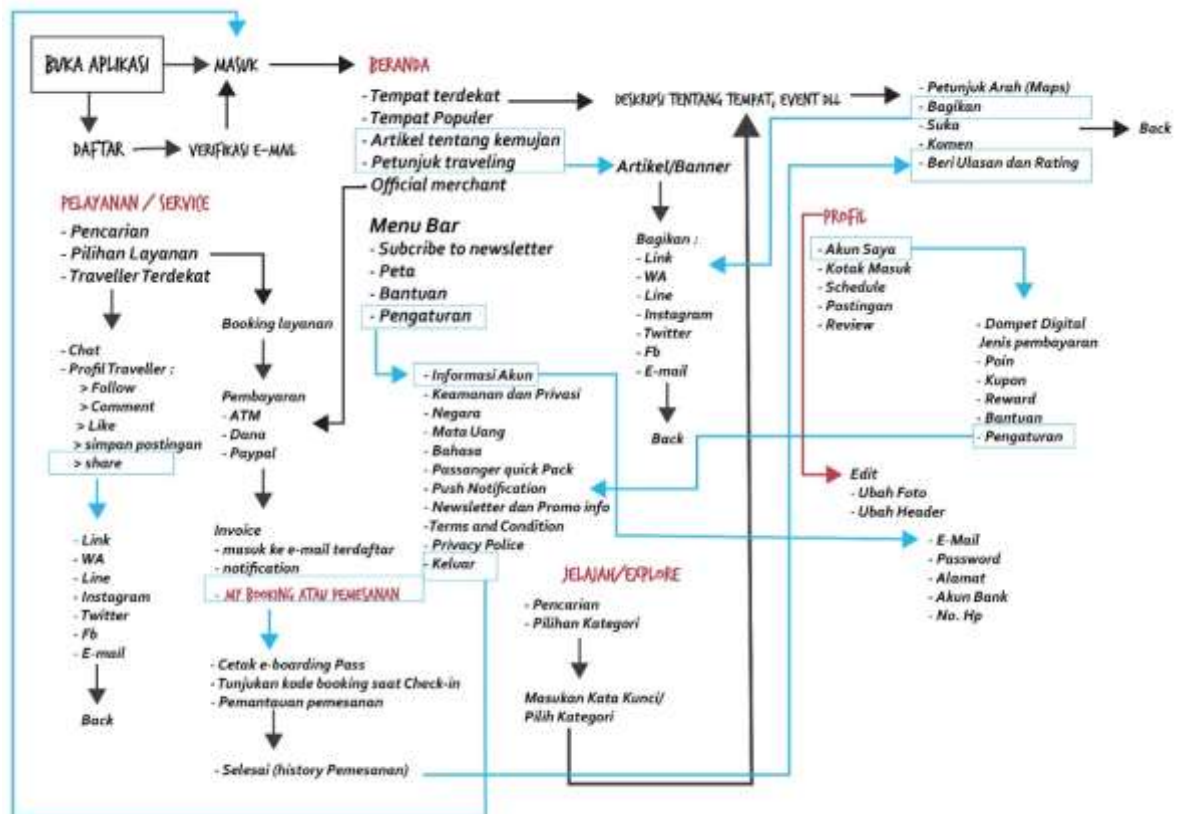 BUKA APLIKASI
MASUK
DAFTAR
VERIFIKASI E-MAIL
BERANDA
- Tempat terdekat
- Tempat Populer
- Artikel tentang kemujan
- Petunjuk traveling
- Official merchant
DESKRIPSI TENTANG TEMPAT, EVENT DLL
- Petunjuk Arah (Maps)
- Bagikan
- Suka
- Komen
- Beri Ulasan dan Rating
Back
Artikel/Banner
Bagikan :
- Link
- WA
- Line
- Instagram
- Twitter
- Fb
- E-mail
Back
PELAYANAN / SERVICE
- Pencarian
- Pilihan Layanan
- Traveller Terdekat
- Chat
- Profil Traveller :
> Follow
> Comment
> Like
> simpan postingan
> share
- Link
- WA
- Line
- Instagram
- Twitter
- Fb
- E-mail
Back
Booking layanan
Pembayaran
- ATM
- Dana
- Paypal
Invoice
- masuk ke e-mail terdaftar
- notification
- MY BOOKING ATAU PEMESANAN
- Cetak e-boarding Pass
- Tunjukan kode booking saat Check-in
- Pemantauan pemesanan
- Selesai (history Pemesanan)
Menu Bar
- Subcribe to newsletter
- Peta
- Bantuan
- Pengaturan
- Informasi Akun
- Keamanan dan Privasi
- Negara
- Mata Uang
- Bahasa
- Passanger quick Pack
- Push Notification
- Newsletter dan Promo info
-Terms and Condition
- Privacy Police
- Keluar
JELAJAH/EXPLORE
- Pencarian
- Pilihan Kategori
Masukan Kata Kunci/
Pilih Kategori
PROFIL
- Akun Saya
- Kotak Masuk
- Schedule
- Postingan
- Review
- Dompet Digital
Jenis pembayaran
- Poin
- Kupon
- Reward
- Bantuan
- Pengaturan
Edit
- Ubah Foto
- Ubah Header
- E-Mail
- Password
- Alamat
- Akun Bank
- No. Hp